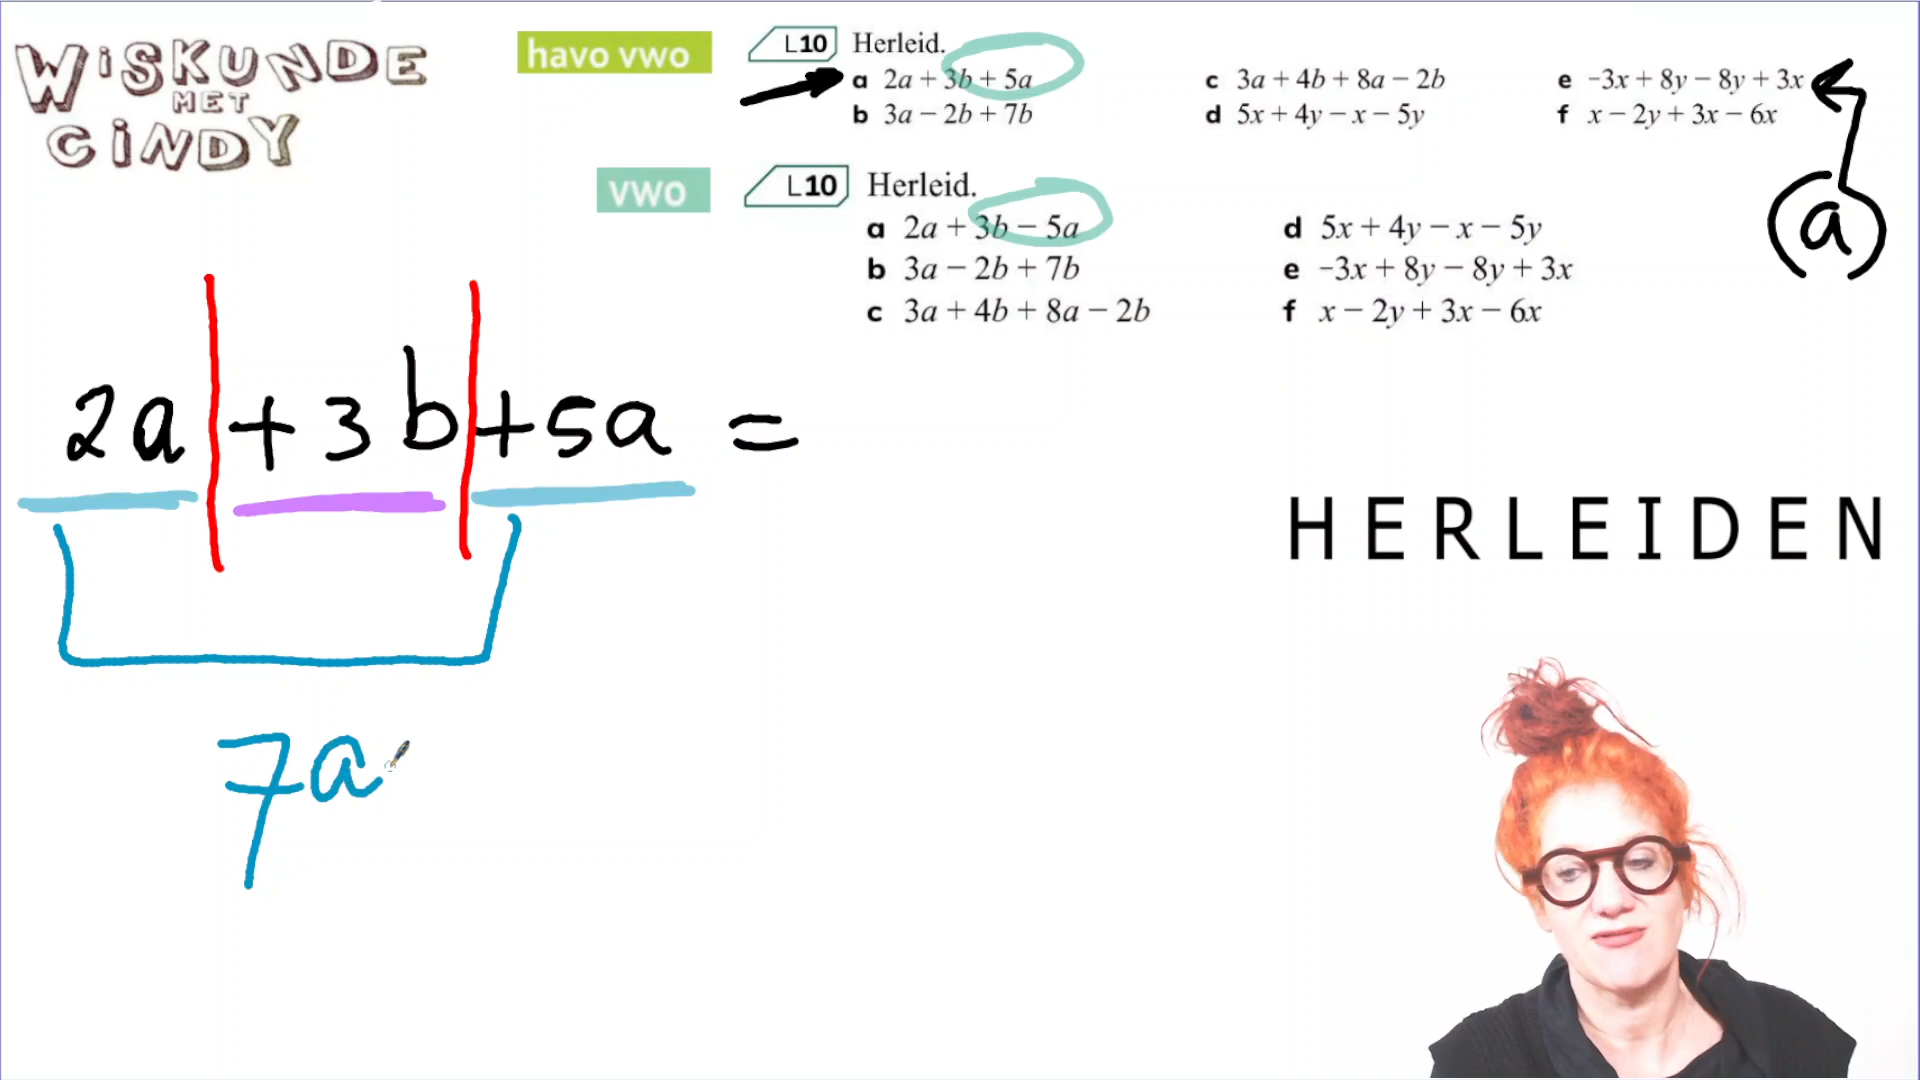 WiSKUNDE
MET
CiNDY
havo vwo
L10 Herleid.
a 2a + 3b + 5a
b 3a − 2b + 7b
c 3a + 4b + 8a − 2b
d 5x + 4y − x − 5y
e −3x + 8y − 8y + 3x
f x − 2y + 3x − 6x
a
vwo
L10 Herleid.
a 2a + 3b − 5a
b 3a − 2b + 7b
c 3a + 4b + 8a − 2b
d 5x + 4y − x − 5y
e −3x + 8y − 8y + 3x
f x − 2y + 3x − 6x
2a + 3b + 5a =
HERLEIDEN
7a